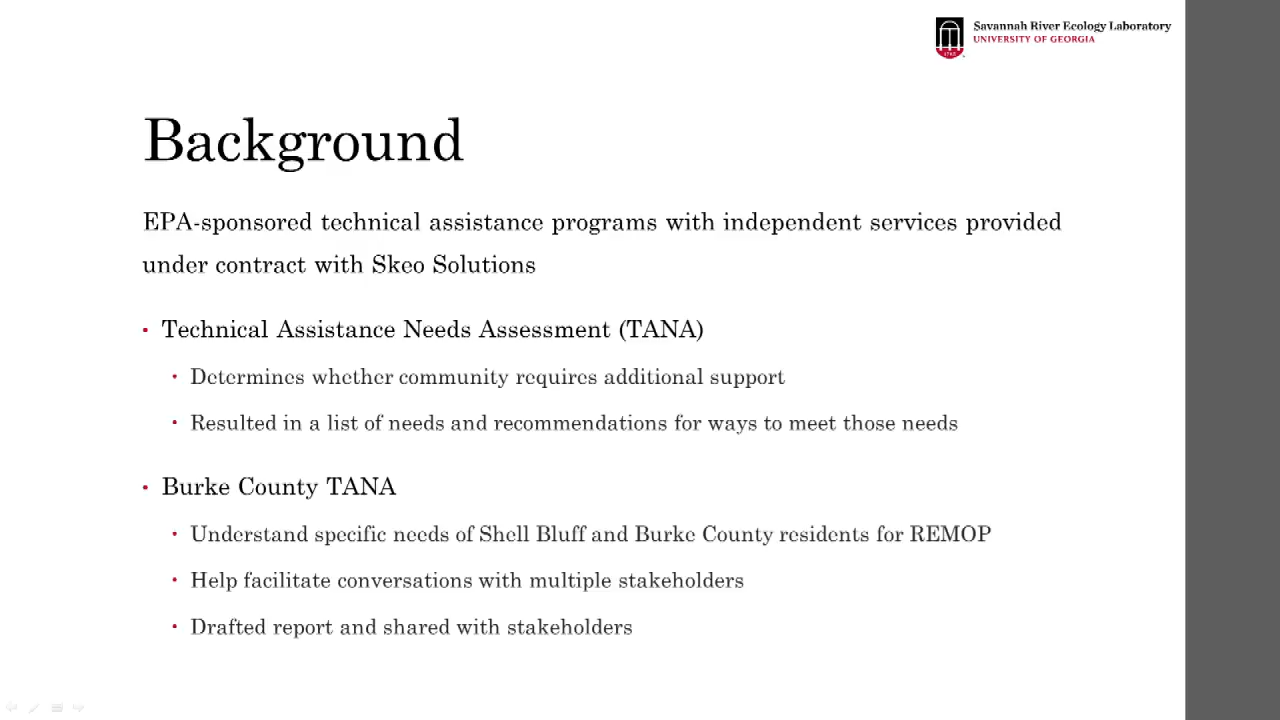 Savannah River Ecology Laboratory
UNIVERSITY OF GEORGIA
Background
EPA-sponsored technical assistance programs with independent services provided
under contract with Skeo Solutions
• Technical Assistance Needs Assessment (TANA)
• Determines whether community requires additional support
• Resulted in a list of needs and recommendations for ways to meet those needs
• Burke County TANA
• Understand specific needs of Shell Bluff and Burke County residents for REMOP
• Help facilitate conversations with multiple stakeholders
• Drafted report and shared with stakeholders